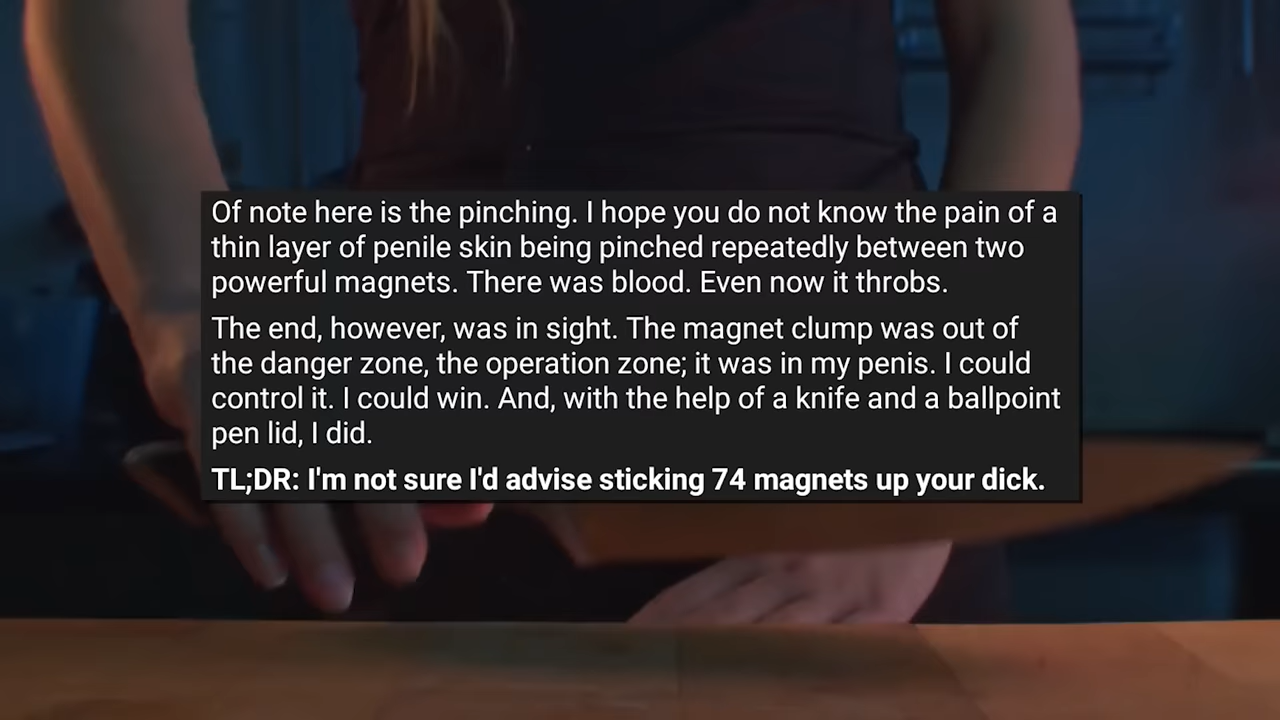 Of note here is the pinching. I hope you do not know the pain of a
thin layer of penile skin being pinched repeatedly between two
powerful magnets. There was blood. Even now it throbs.
The end, however, was in sight. The magnet clump was out of
the danger zone, the operation zone; it was in my penis. I could
control it. I could win. And, with the help of a knife and a ballpoint
pen lid, I did.
TL;DR: I'm not sure I'd advise sticking 74 magnets up your dick.